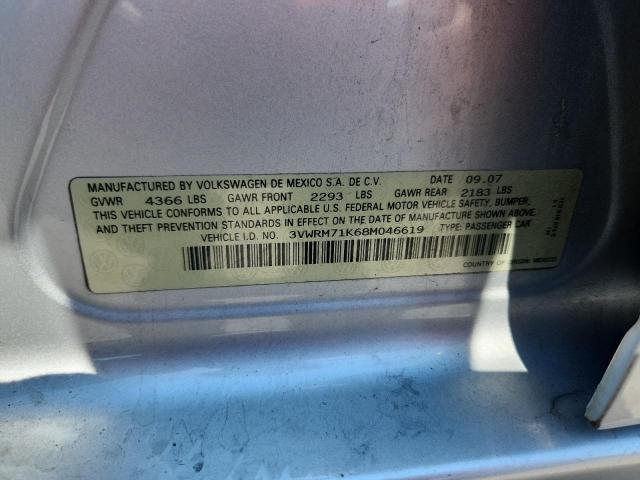 MANUFACTURED BY VOLKSWAGEN DE MEXICO S.A. DE C.V. DATE 09.07
GVWR 4366 LBS GAWR FRONT 2293 LBS GAWR REAR 2183 LBS
THIS VEHICLE CONFORMS TO ALL APPLICABLE U.S. FEDERAL MOTOR VEHICLE SAFETY, BUMPER,
AND THEFT PREVENTION STANDARDS IN EFFECT ON THE DATE OF MANUFACTURE SHOWN ABOVE.
VEHICLE I.D. NO. 3VWRM71K68M046619 TYPE: PASSENGER CAR
COUNTRY OF ORIGIN: MEXICO